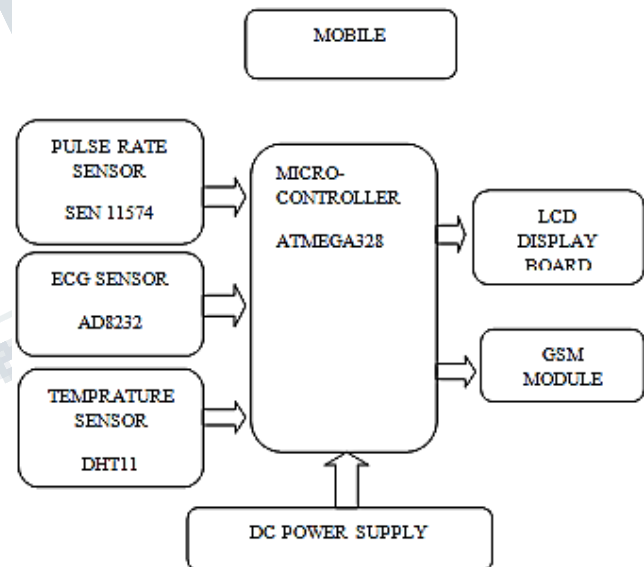 MOBILE
PULSE RATE
SENSOR
SEN 11574
MICRO-
CONTROLLER
ATMEGA328
LCD
DISPLAY
BOARD
ECG SENSOR
AD8232
GSM
MODULE
TEMPRATURE
SENSOR
DHT11
DC POWER SUPPLY